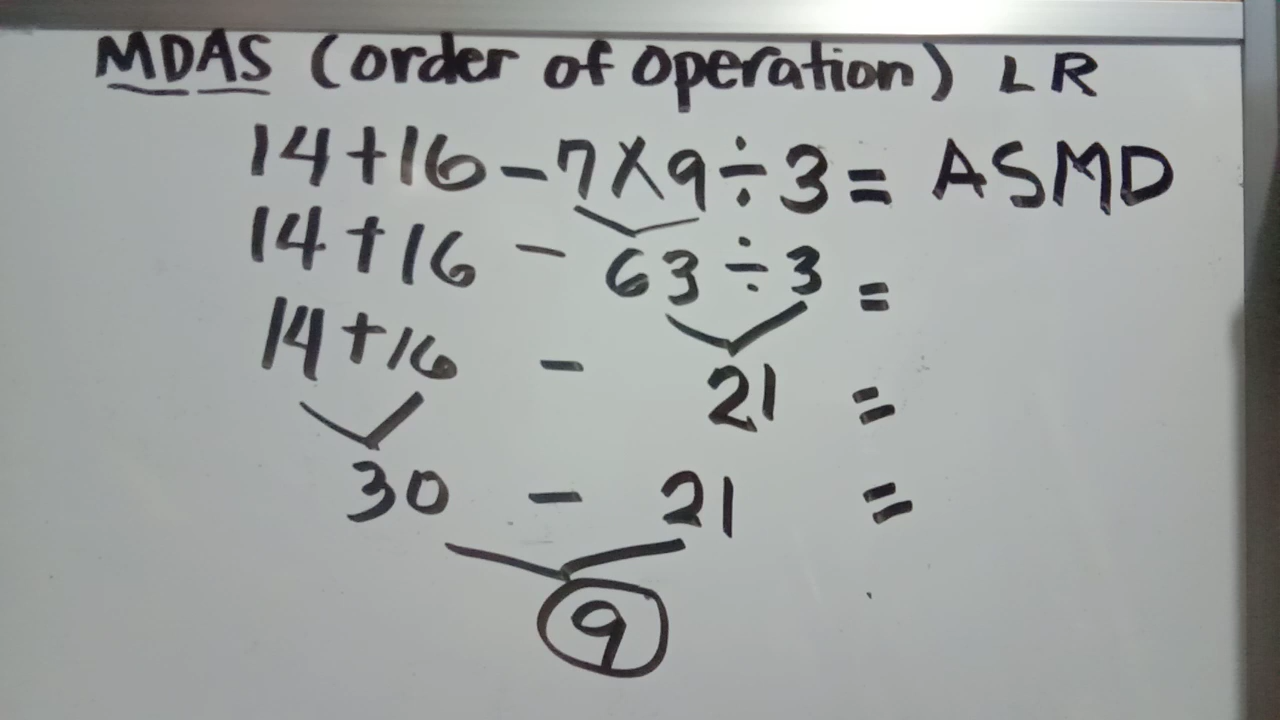 MDAS (order of operation) LR
14+16-7×9÷3= ASMD
14+16 - 63÷3 =
14+16 - 21 =
30 - 21 =
9